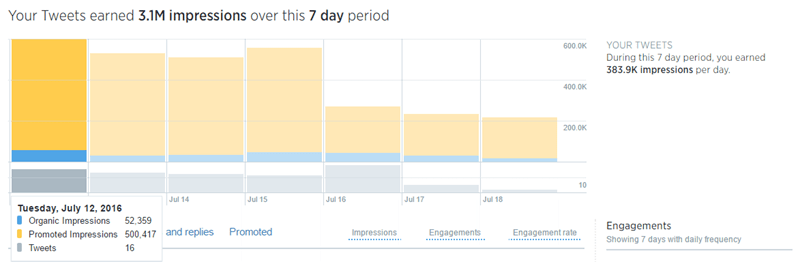 Your Tweets earned 3.1M impressions over this 7 day period
600.0K
400.0K
200.0K
10
YOUR TWEETS
During this 7 day period, you earned
383.9K impressions per day.
Jul 14
Jul 15
Jul 16
Jul 17
Jul 18
Tuesday, July 12, 2016
Organic Impressions 52,359
Promoted Impressions 500,417
Tweets 16
and replies Promoted
Impressions Engagements Engagement rate
Engagements
Showing 7 days with daily frequency